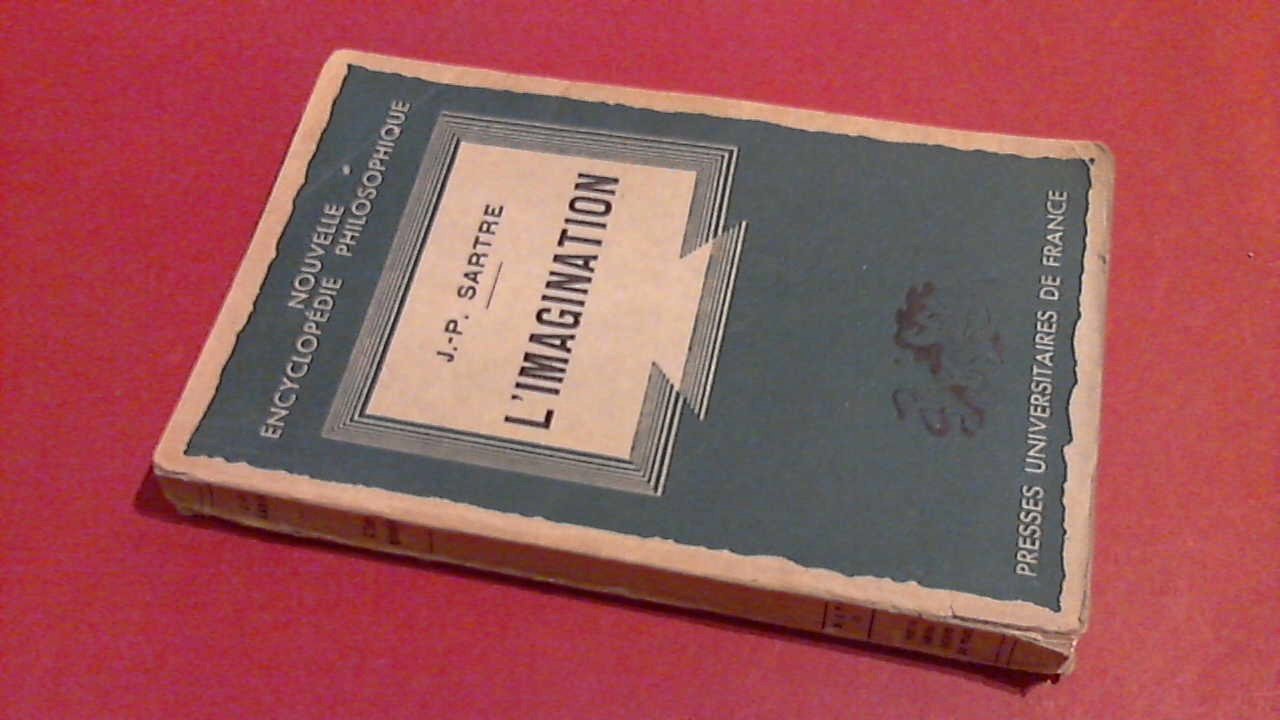 NOUVELLE
ENCYCLOPÉDIE PHILOSOPHIQUE
J.-P. SARTRE
L'IMAGINATION
PRESSES UNIVERSITAIRES DE FRANCE